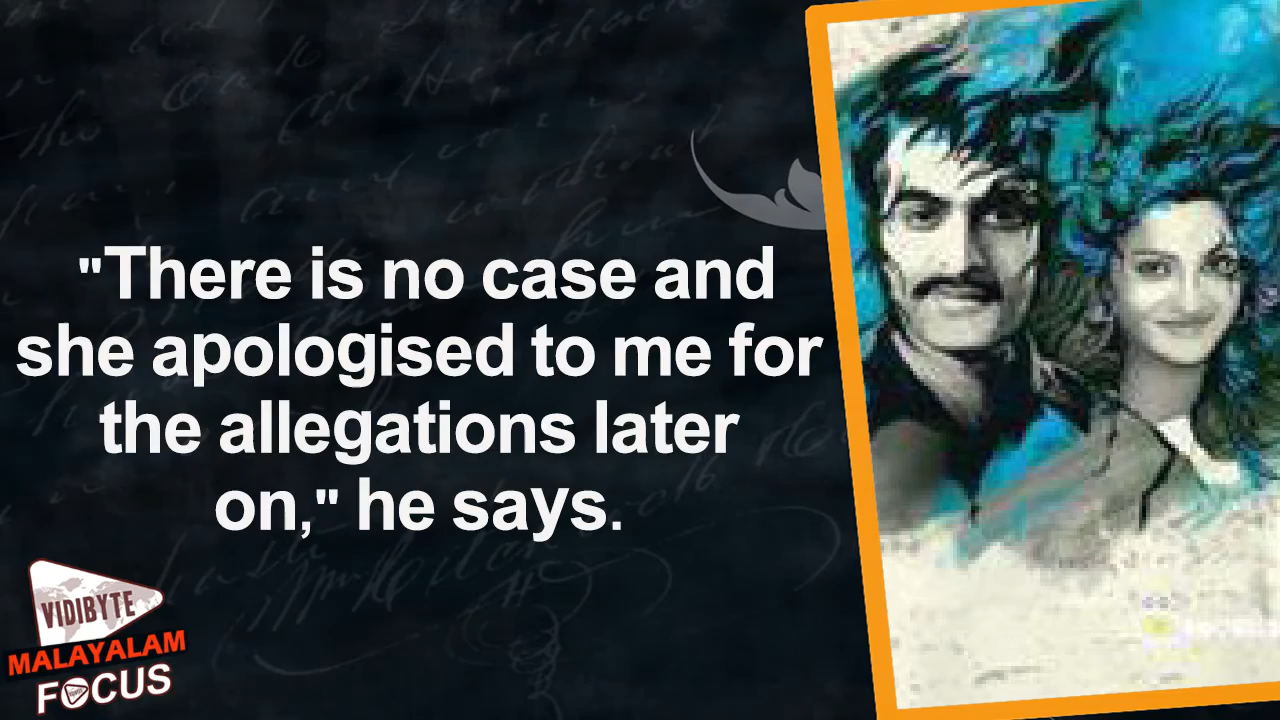 "There is no case and
she apologised to me for
the allegations later
on," he says.
VIDIBYTE
MALAYALAM
FOCUS